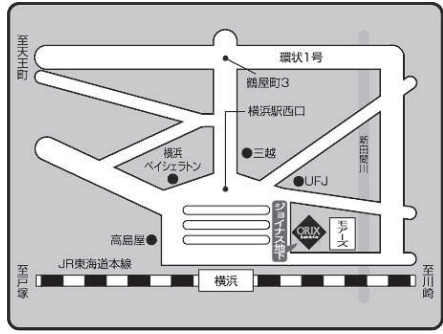 至天王町
環状1号
鶴屋町3
横浜駅西口
新田間川
横浜
ベイシェラトン
三越
UFJ
ジョイナス地下
ORIX
モアーズ
高島屋
JR東海道本線
至戸塚
横浜
至川崎